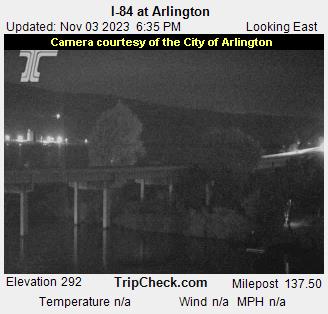 I-84 at Arlington
Updated: Nov 03 2023 6:35 PM Looking East
Camera courtesy of the City of Arlington
Elevation 292 TripCheck.com Milepost 137.50
Temperature n/a Wind n/a MPH n/a